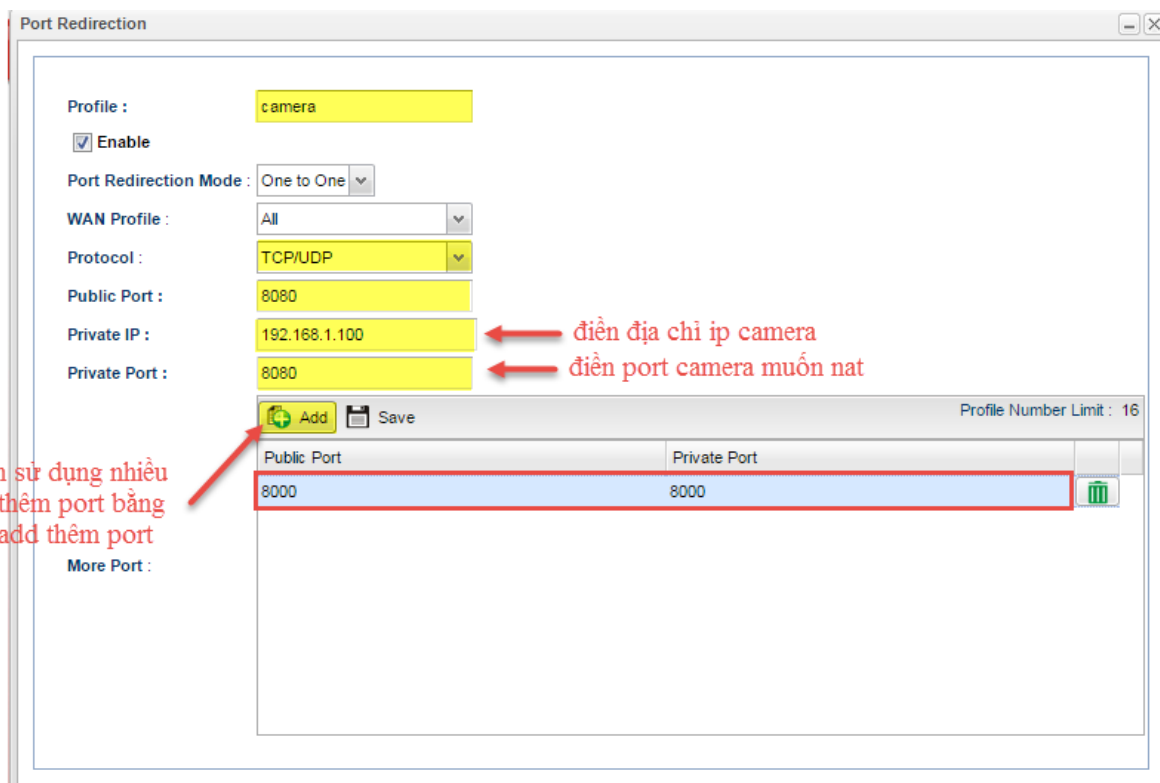 Port Redirection
Profile : camera
Enable
Port Redirection Mode : One to One
WAN Profile : All
Protocol : TCP/UDP
Public Port : 8080
Private IP : 192.168.1.100 điền địa chỉ ip camera
Private Port : 8080 điền port camera muốn nat
Add Save Profile Number Limit : 16
Public Port Private Port
8000 8000
sử dụng nhiều
thêm port bằng
add thêm port
More Port :